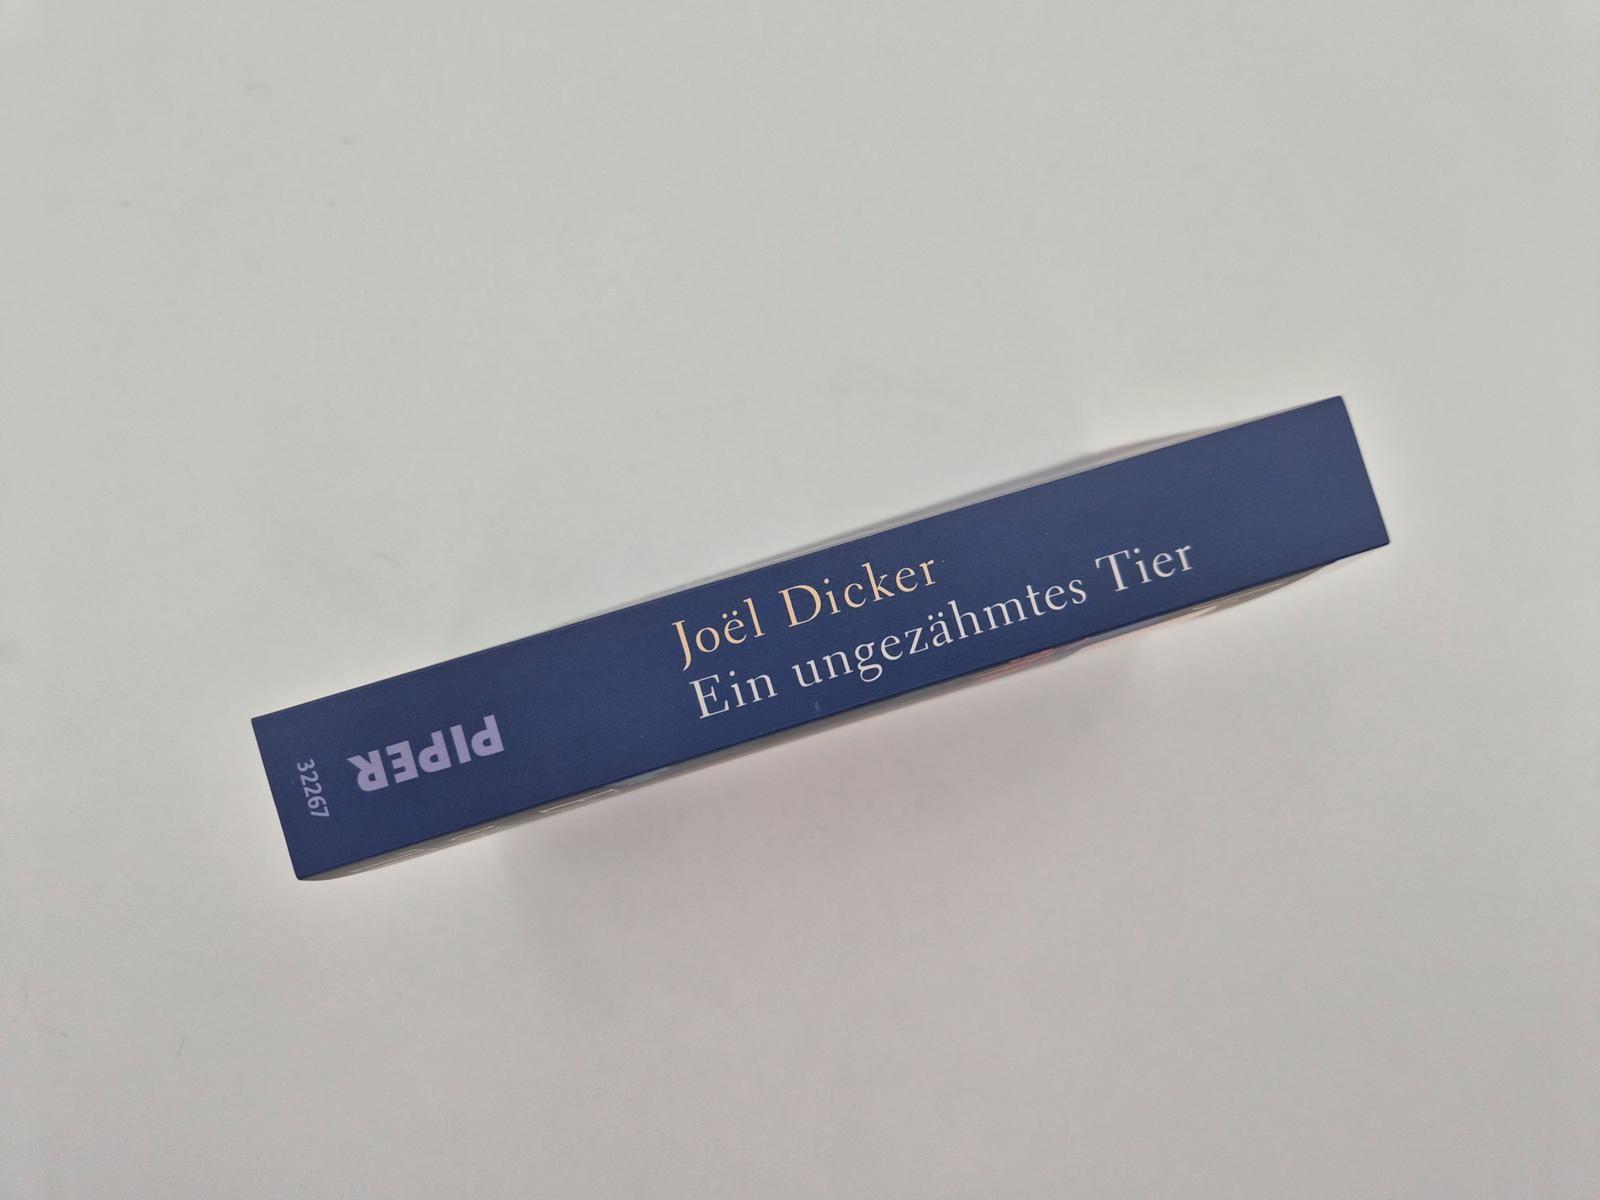 Joël Dicker
Ein ungezähmtes Tier
PIPER
32267